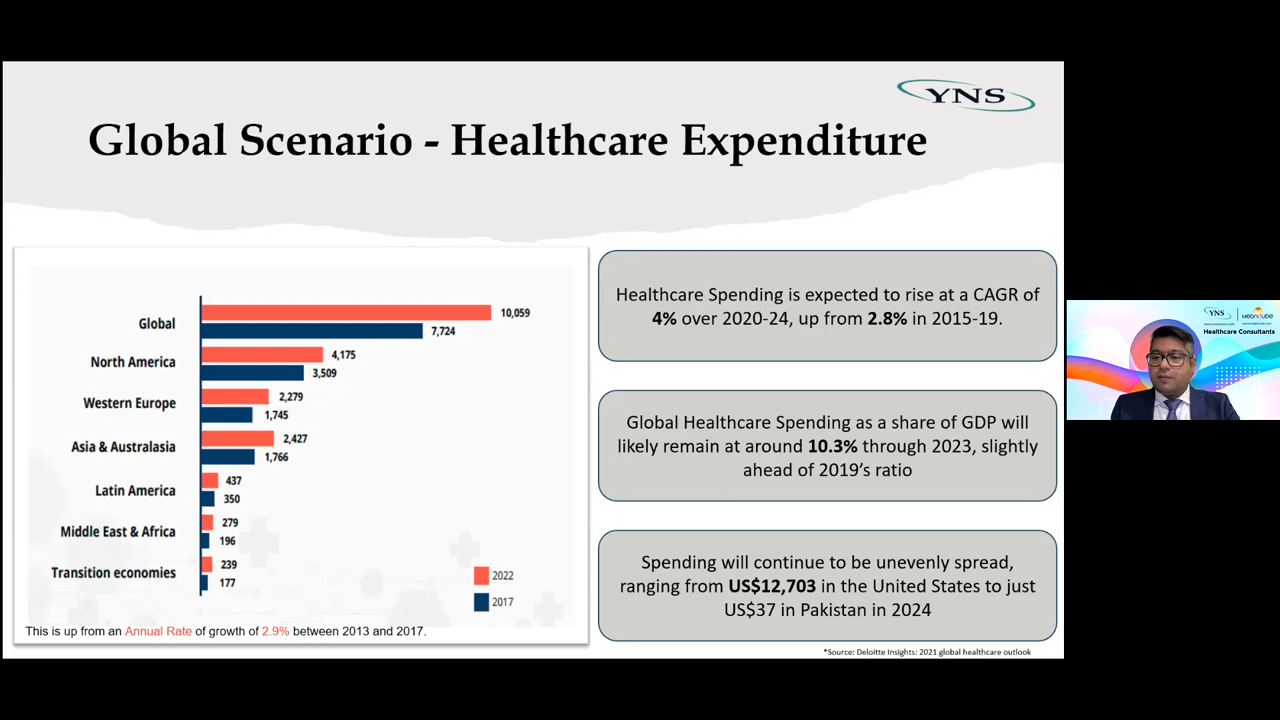 YNS
Global Scenario - Healthcare Expenditure
Global
10,059
7,724
North America
4,175
3,509
Western Europe
2,279
1,745
Asia & Australasia
2,427
1,766
Latin America
437
350
Middle East & Africa
279
196
Transition economies
239
177
2022
2017
This is up from an Annual Rate of growth of 2.9% between 2013 and 2017.
Healthcare Spending is expected to rise at a CAGR of
4% over 2020-24, up from 2.8% in 2015-19.
Global Healthcare Spending as a share of GDP will
likely remain at around 10.3% through 2023, slightly
ahead of 2019's ratio
Spending will continue to be unevenly spread,
ranging from US$12,703 in the United States to just
US$37 in Pakistan in 2024
*Source: Deloitte Insights: 2021 global healthcare outlook
YNS
Healthcare Consultants